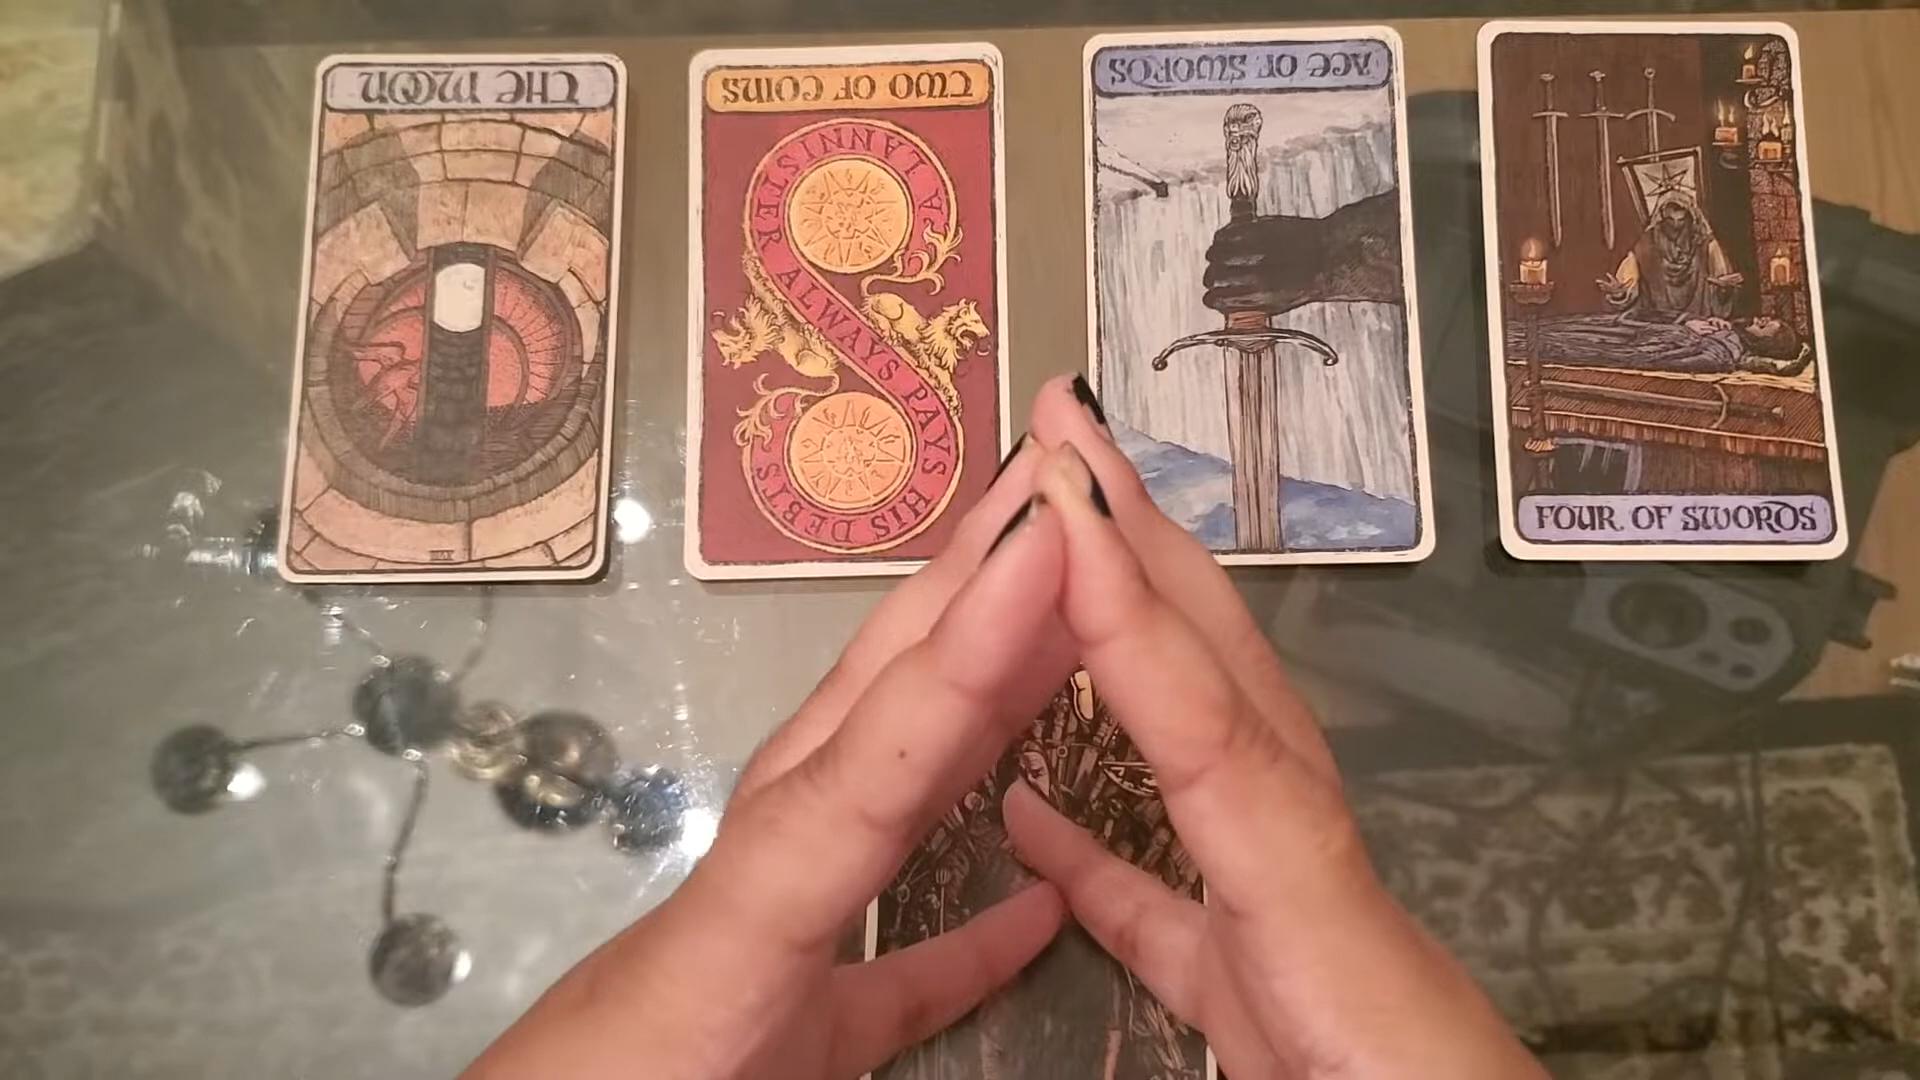 THE MOON
TWO OF COINS
A LANNISTER ALWAYS PAYS HIS DEBTS
ACE OF SWORDS
FOUR OF SWORDS